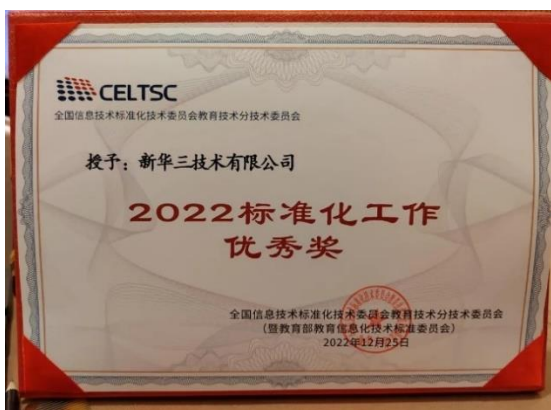 CELTSC
全国信息技术标准化技术委员会教育技术分技术委员会
授予：新华三技术有限公司
2022标准化工作
优秀奖
全国信息技术标准化技术委员会教育技术分技术委员会
（暨教育部教育信息化技术标准委员会）
2022年12月25日